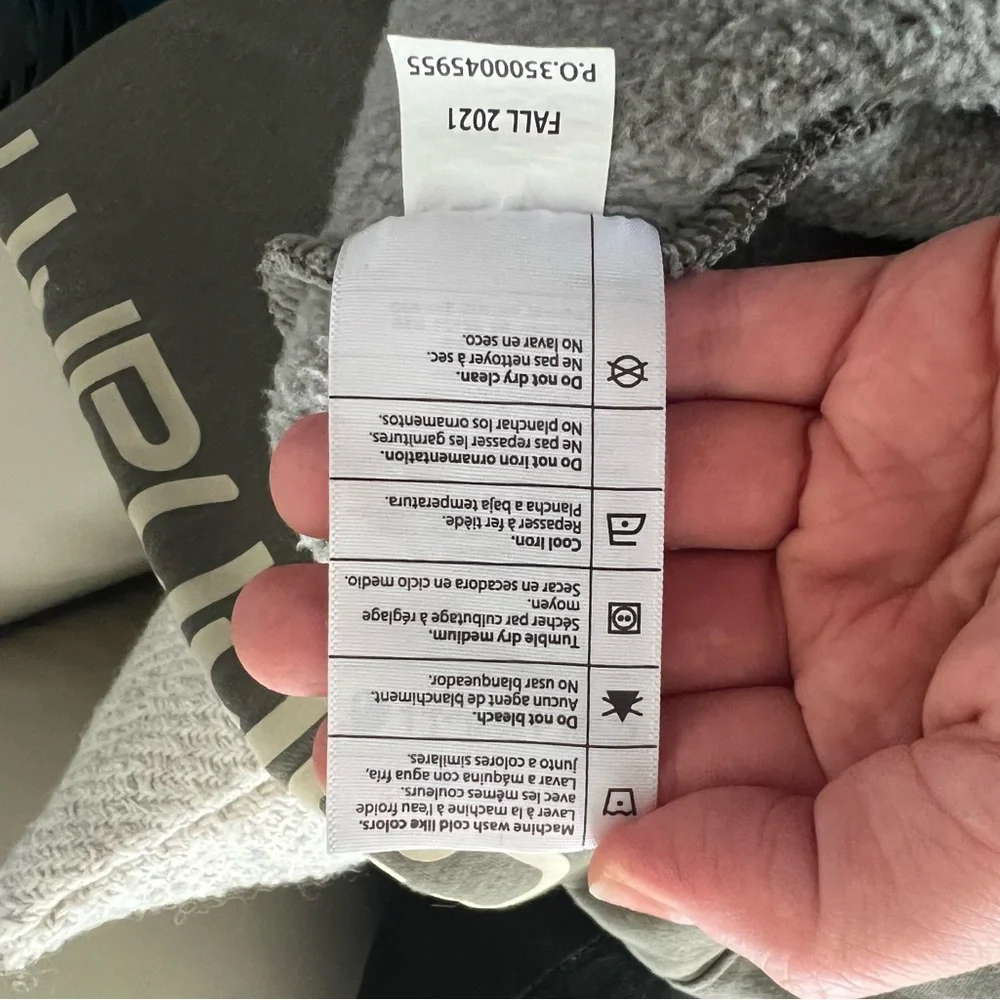 Machine wash cold like colors.
Laver à la machine à l'eau froide
avec les mêmes couleurs.
Lavar a máquina con agua fría,
junto a colores similares.
Do not bleach.
Aucun agent de blanchiment.
No usar blanqueador.
Tumble dry medium.
Sécher par culbutage à réglage
moyen.
Secar en secadora en ciclo medio.
Cool Iron.
Repasser à fer tiède.
Plancha a baja temperatura.
Do not iron ornamentation.
Ne pas repasser les garnitures.
No planchar los ornamentos.
Do not dry clean.
Ne pas nettoyer à sec.
No lavar en seco.
FALL 2021
P.O.3500045955